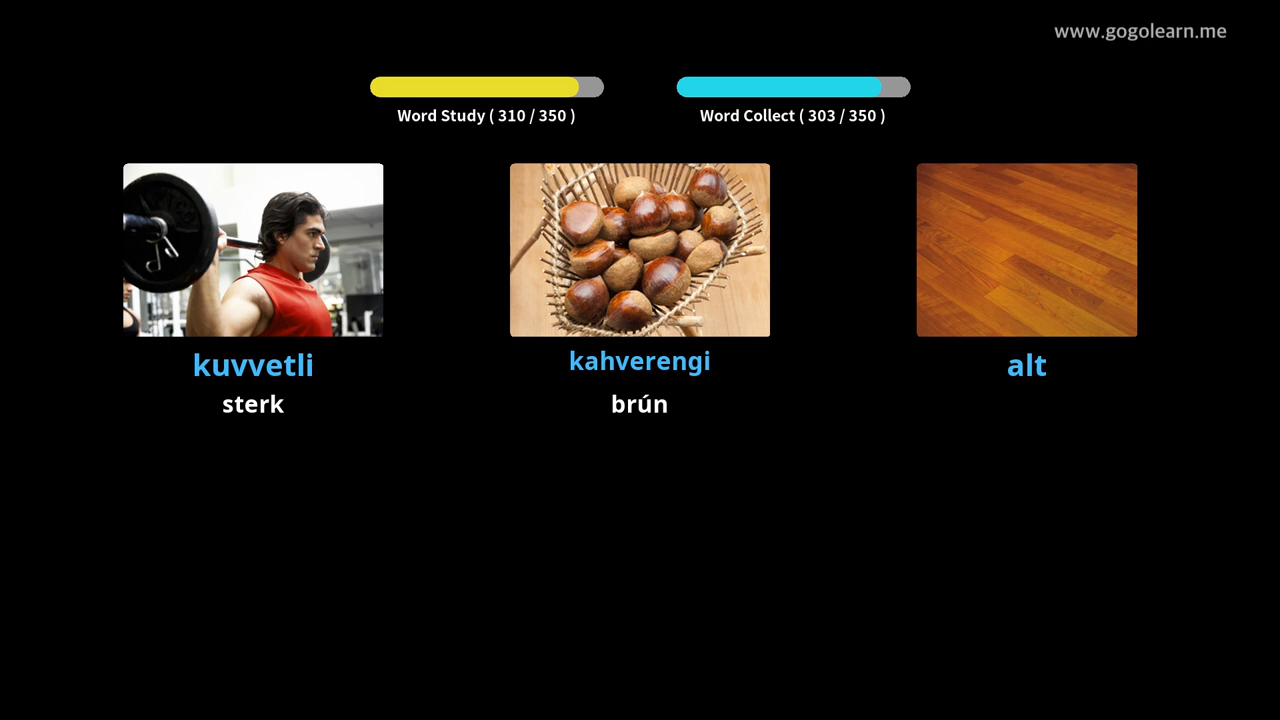 www.gogolearn.me
Word Study ( 310 / 350 )
Word Collect ( 303 / 350 )
kuvvetli
sterk
kahverengi
brún
alt